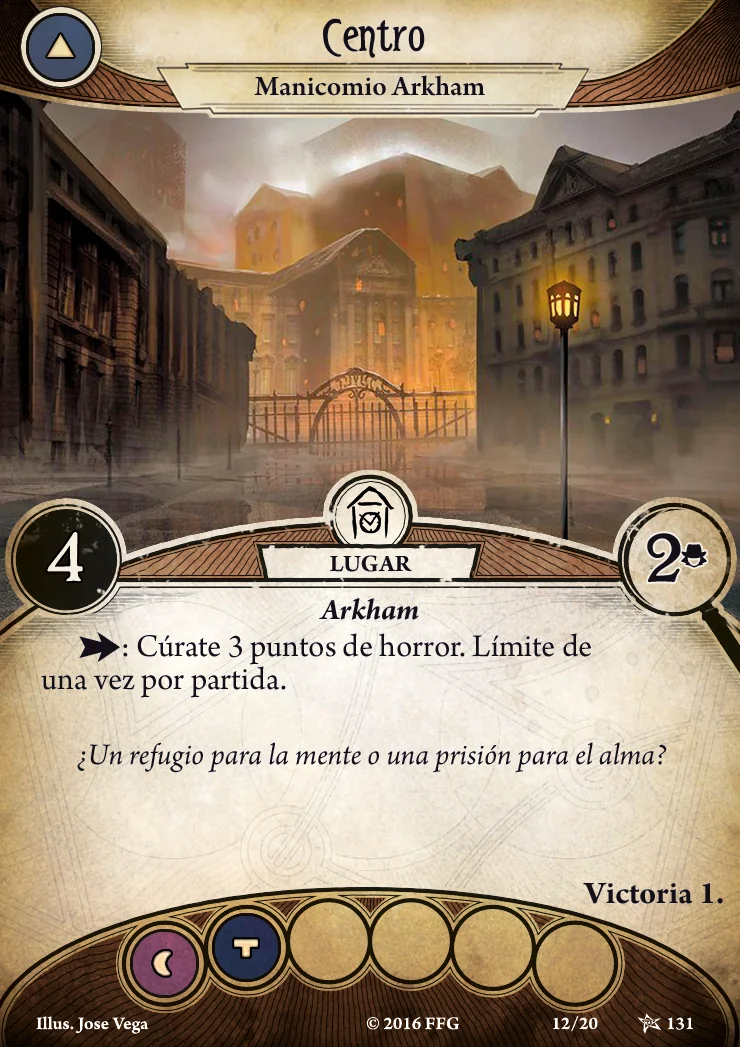 Centro
Manicomio Arkham
4
2
LUGAR
Arkham
: Cúrate 3 puntos de horror. Límite de
una vez por partida.
¿Un refugio para la mente o una prisión para el alma?
Victoria 1.
Illus. Jose Vega © 2016 FFG 12/20 131